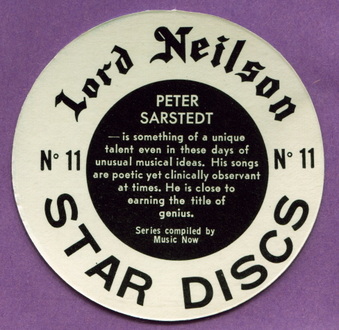 Lord Neilson
PETER
SARSTEDT
— is something of a unique
talent even in these days of
unusual musical ideas. His songs
are poetic yet clinically observant
at times. He is close to
earning the title of
genius.
Series compiled by
Music Now
Nº 11
Nº 11
STAR DISCS